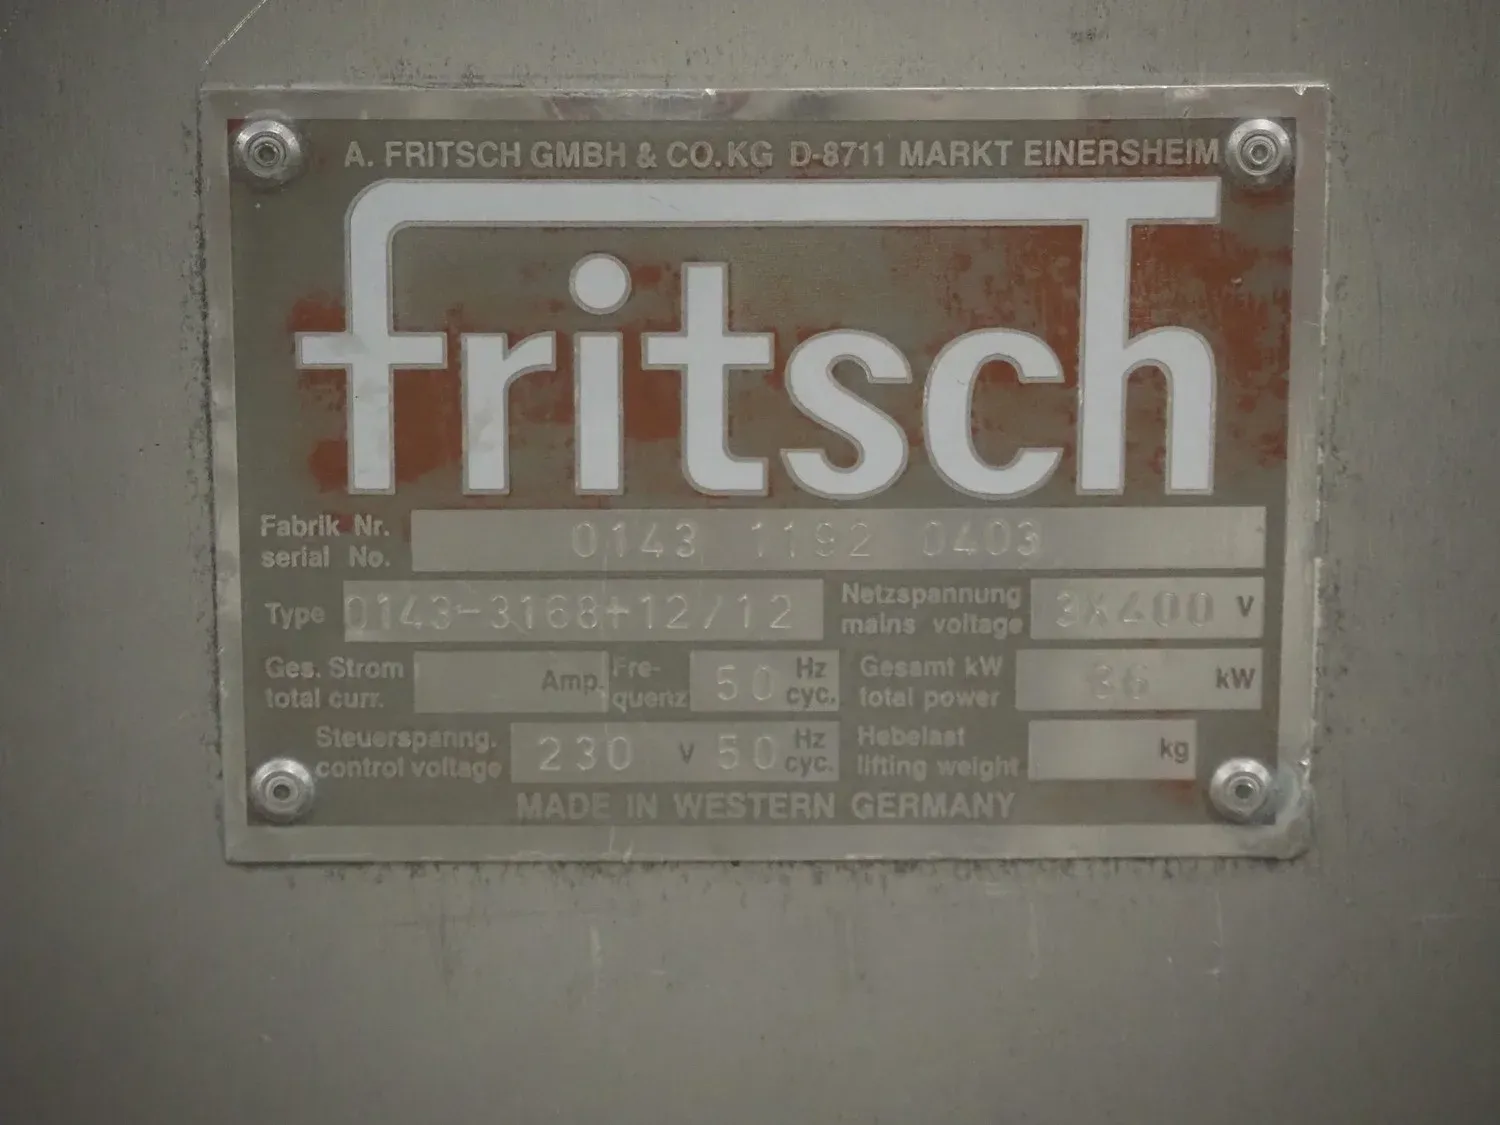 A. FRITSCH GMBH & CO.KG D-8711 MARKT EINERSHEIM
fritsch
Fabrik Nr.
serial No.
0143 1192 0403
Type 0143-3168+12/12
Netzspannung
mains voltage
3X400 V
Ges. Strom
total curr.
Amp.
Fre-
quenz
50
Hz
cyc.
Gesamt kW
total power
36 kW
Steuerspanng.
control voltage
230 V 50
Hz
cyc.
Hebelast
lifting weight
kg
MADE IN WESTERN GERMANY